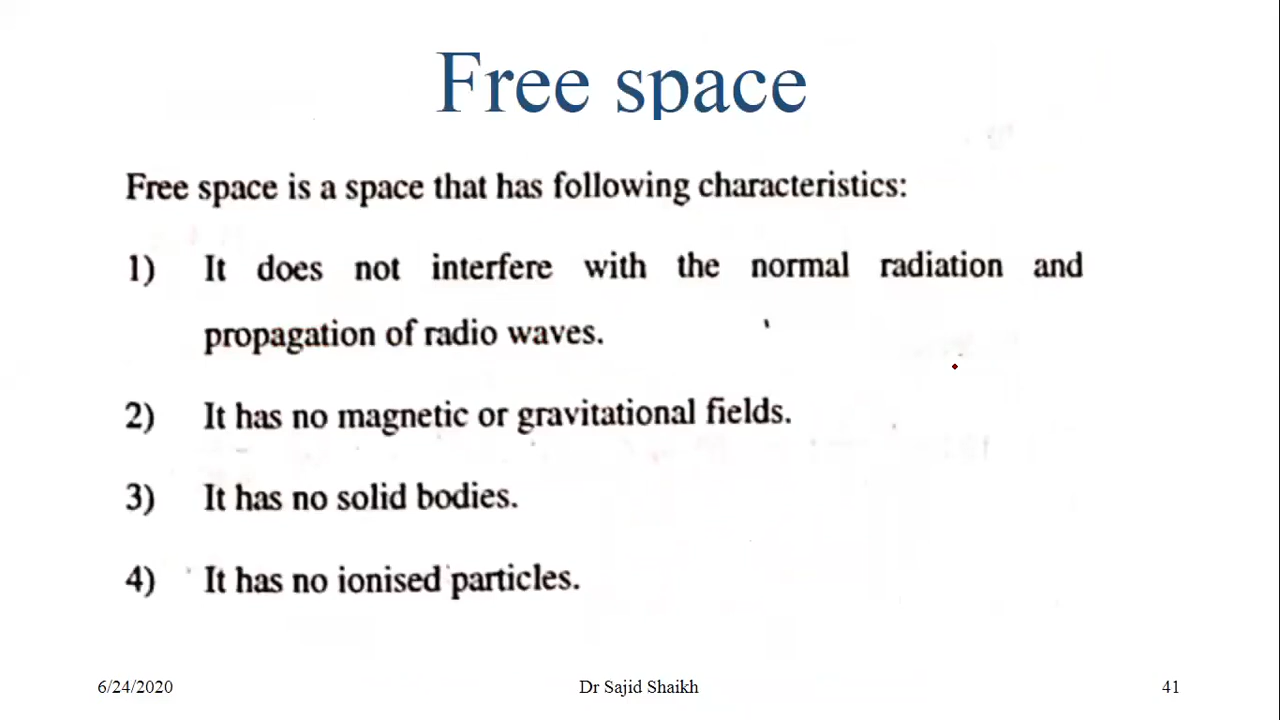 Free space
Free space is a space that has following characteristics:
1) It does not interfere with the normal radiation and
propagation of radio waves.
2) It has no magnetic or gravitational fields.
3) It has no solid bodies.
4) It has no ionised particles.
6/24/2020 Dr Sajid Shaikh 41